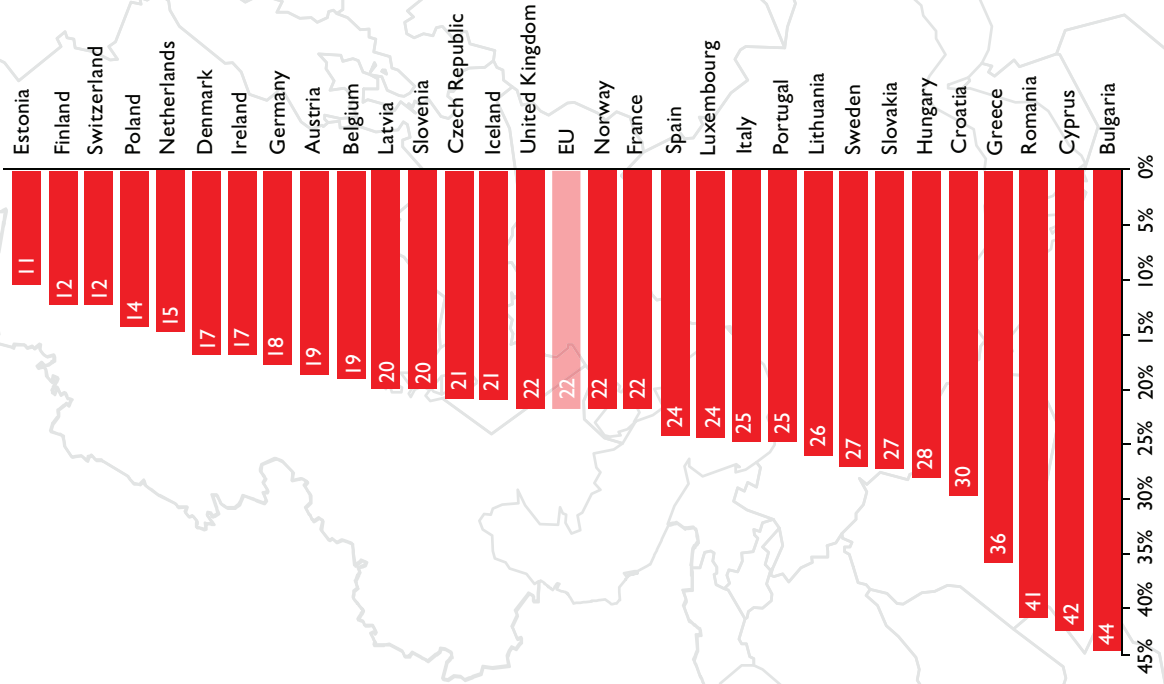 Estonia 11
Finland 12
Switzerland 12
Poland 14
Netherlands 15
Denmark 17
Ireland 17
Germany 18
Austria 19
Belgium 19
Latvia 20
Slovenia 20
Czech Republic 21
Iceland 21
United Kingdom 22
EU 22
Norway 22
France 22
Spain 24
Luxembourg 24
Italy 25
Portugal 25
Lithuania 26
Sweden 27
Slovakia 27
Hungary 28
Croatia 30
Greece 36
Romania 41
Cyprus 42
Bulgaria 44
0%
5%
10%
15%
20%
25%
30%
35%
40%
45%